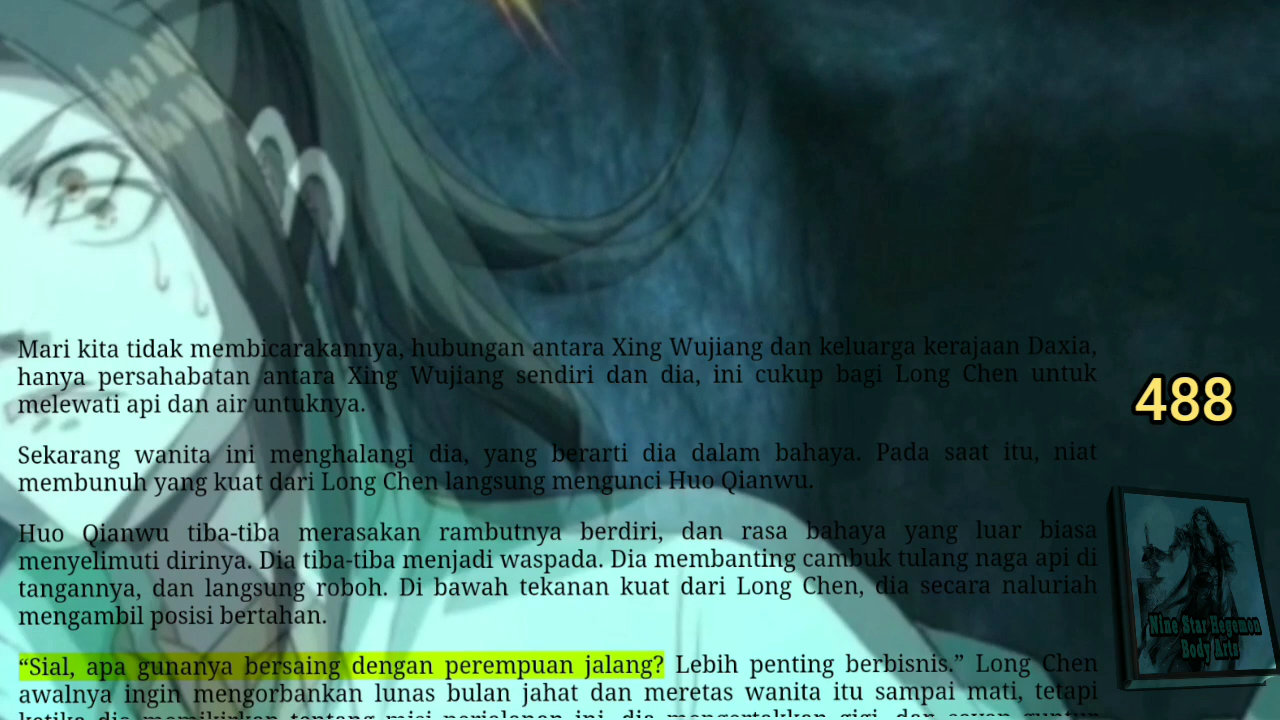 Mari kita tidak membicarakannya, hubungan antara Xing Wujiang dan keluarga kerajaan Daxia,
hanya persahabatan antara Xing Wujiang sendiri dan dia, ini cukup bagi Long Chen untuk
melewati api dan air untuknya.
Sekarang wanita ini menghalangi dia, yang berarti dia dalam bahaya. Pada saat itu, niat
membunuh yang kuat dari Long Chen langsung mengunci Huo Qianwu.
Huo Qianwu tiba-tiba merasakan rambutnya berdiri, dan rasa bahaya yang luar biasa
menyelimuti dirinya. Dia tiba-tiba menjadi waspada. Dia membanting cambuk tulang naga api di
tangannya, dan langsung roboh. Di bawah tekanan kuat dari Long Chen, dia secara naluriah
mengambil posisi bertahan.
“Sial, apa gunanya bersaing dengan perempuan jalang? Lebih penting berbisnis.” Long Chen
awalnya ingin mengorbankan lunas bulan jahat dan meretas wanita itu sampai mati, tetapi
488
Nine Star Hegemon
Body Arts